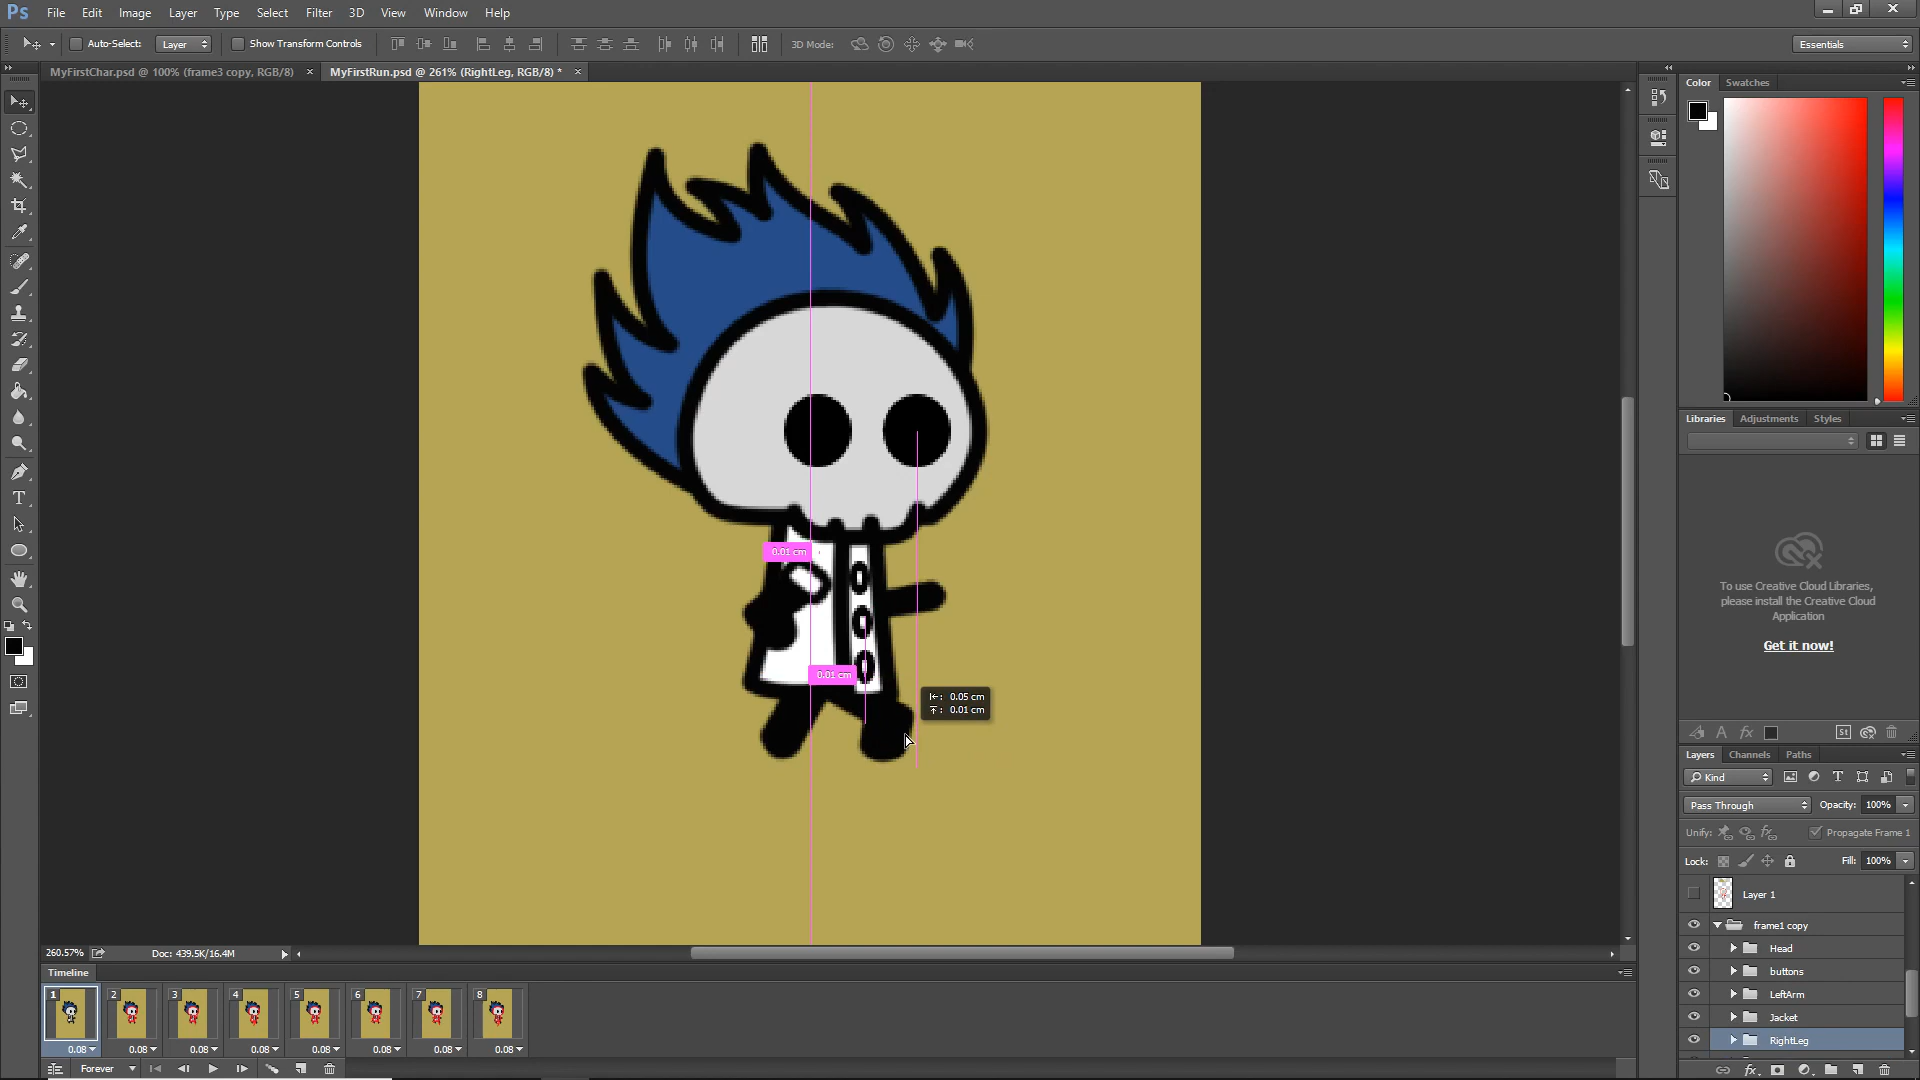 Ps File Edit Image Layer Type Select Filter 3D View Window Help
Auto-Select: Layer Show Transform Controls 3D Mode: Essentials
MyFirstChar.psd @ 100% (frame3 copy, RGB/8) × MyFirstRun.psd @ 261% (RightLeg, RGB/8) * ×
Color Swatches
Libraries Adjustments Styles
To use Creative Cloud Libraries,
please install the Creative Cloud
Application
Get it now!
0.01 cm
0.01 cm
0.05 cm
0.01 cm
St
Layers Channels Paths
Kind
Pass Through Opacity: 100%
Unify: Propagate Frame 1
Lock: Fill: 100%
Layer 1
frame1 copy
Head
buttons
LeftArm
Jacket
RightLeg
fx
260.57% Doc: 439.5K/16.4M
Timeline
1 2 3 4 5 6 7 8
0.08 0.08 0.08 0.08 0.08 0.08 0.08 0.08
Forever